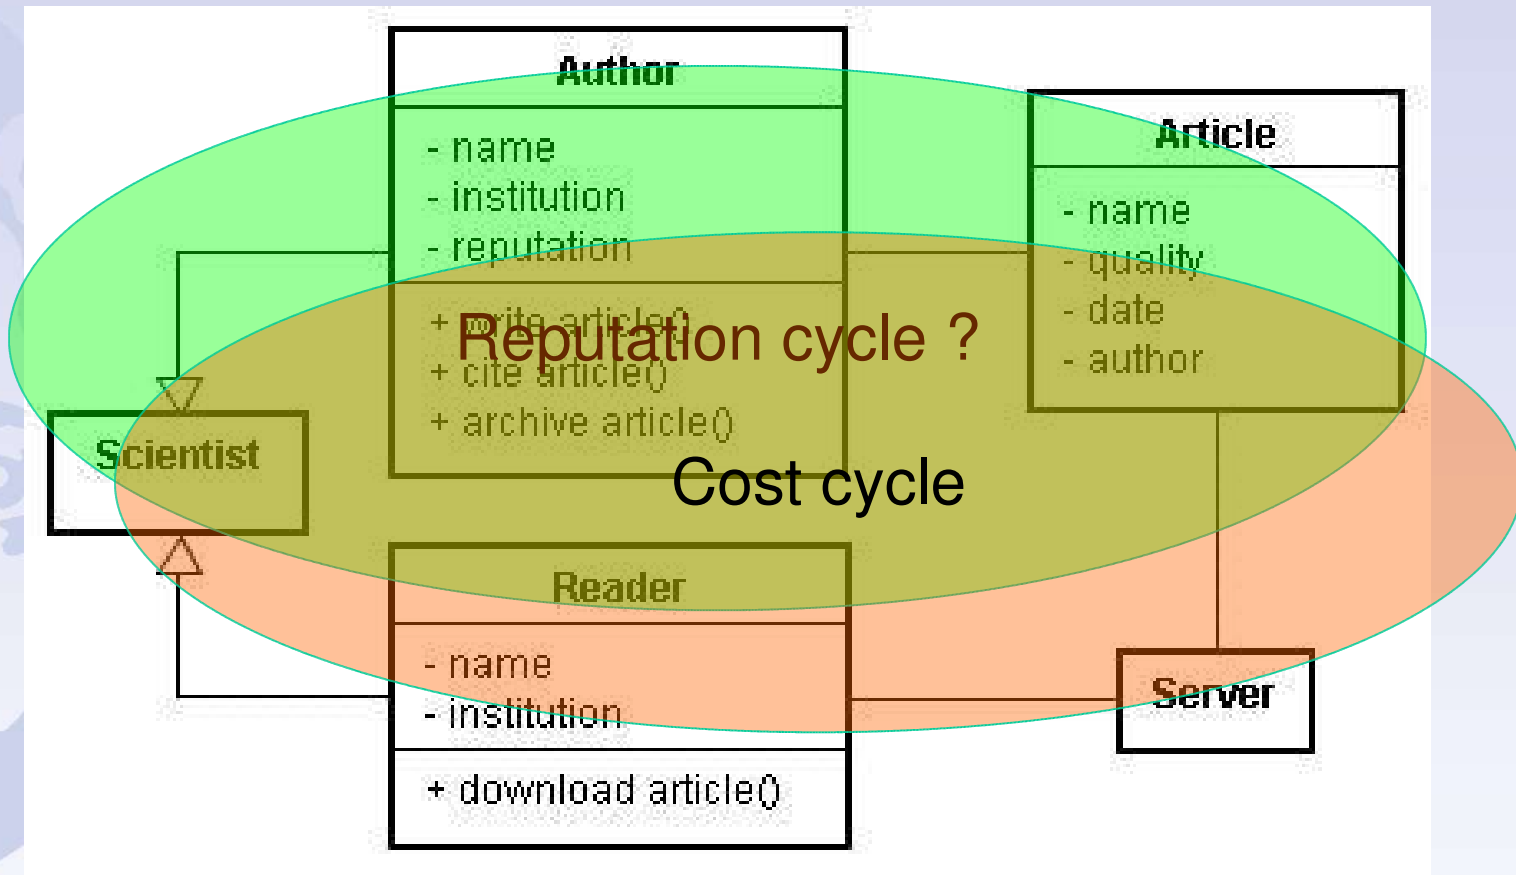 Author
- name
- institution
- reputation
+ write article()
+ cite article()
+ archive article()
Article
- name
- quality
- date
- author
Reputation cycle ?
Scientist
Cost cycle
Reader
- name
- institution
+ download article()
Server